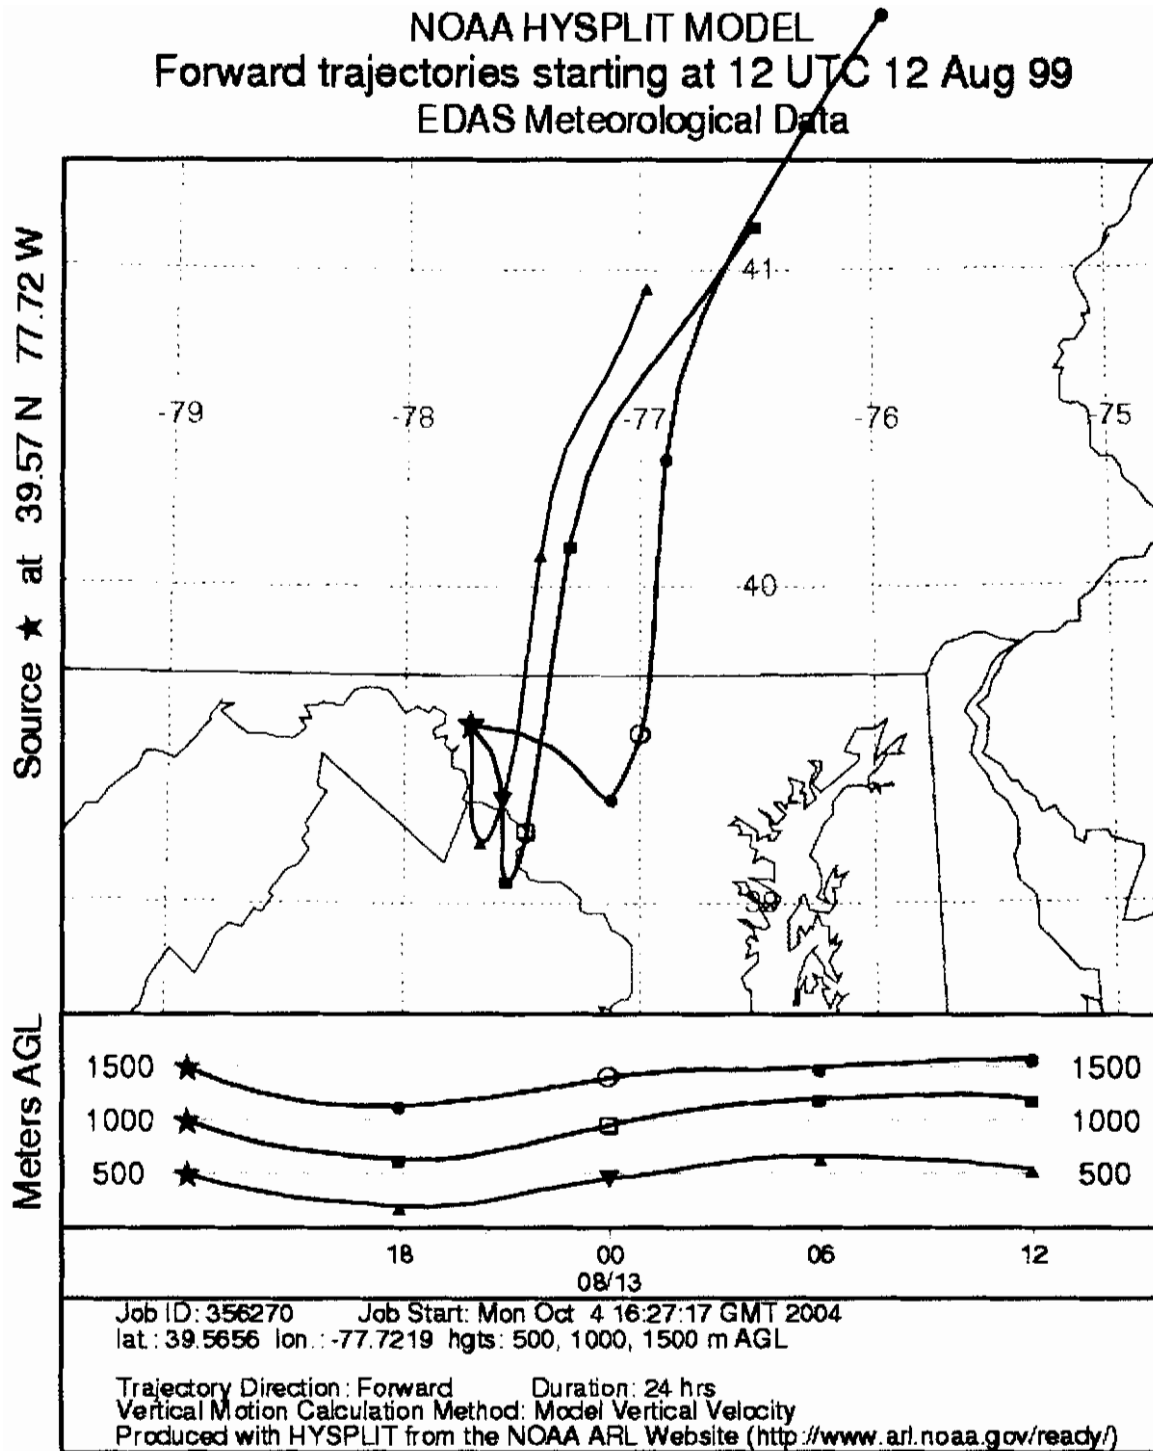 NOAA HYSPLIT MODEL
Forward trajectories starting at 12 UTC 12 Aug 99
EDAS Meteorological Data
Source ★ at 39.57 N 77.72 W
41
-79 -78 -77 -76 -75
40
39
Meters AGL
1500 1500
1000 1000
500 500
18 00 06 12
08/13
Job ID: 356270 Job Start: Mon Oct 4 16:27:17 GMT 2004
lat.: 39.5656 lon.: -77.7219 hgts: 500, 1000, 1500 m AGL
Trajectory Direction: Forward Duration: 24 hrs
Vertical Motion Calculation Method: Model Vertical Velocity
Produced with HYSPLIT from the NOAA ARL Website (http://www.arl.noaa.gov/ready/)